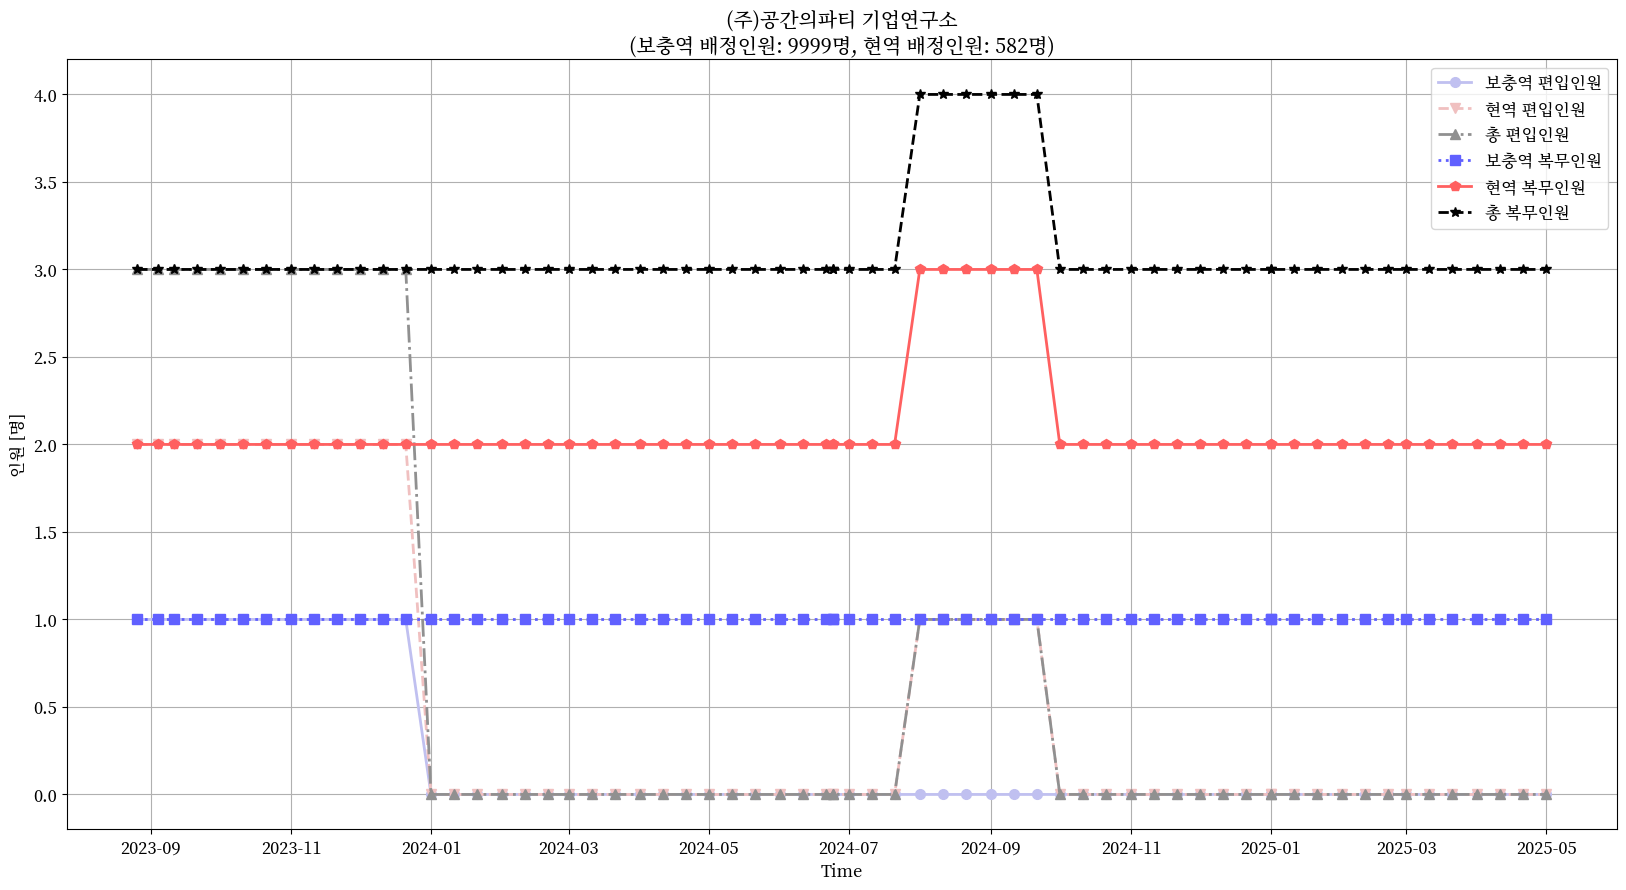 (주)공간의파티 기업연구소
(보충역 배정인원: 9999명, 현역 배정인원: 582명)
보충역 편입인원
현역 편입인원
총 편입인원
보충역 복무인원
현역 복무인원
총 복무인원
인원 [명]
4.0
3.5
3.0
2.5
2.0
1.5
1.0
0.5
0.0
2023-09
2023-11
2024-01
2024-03
2024-05
2024-07
2024-09
2024-11
2025-01
2025-03
2025-05
Time